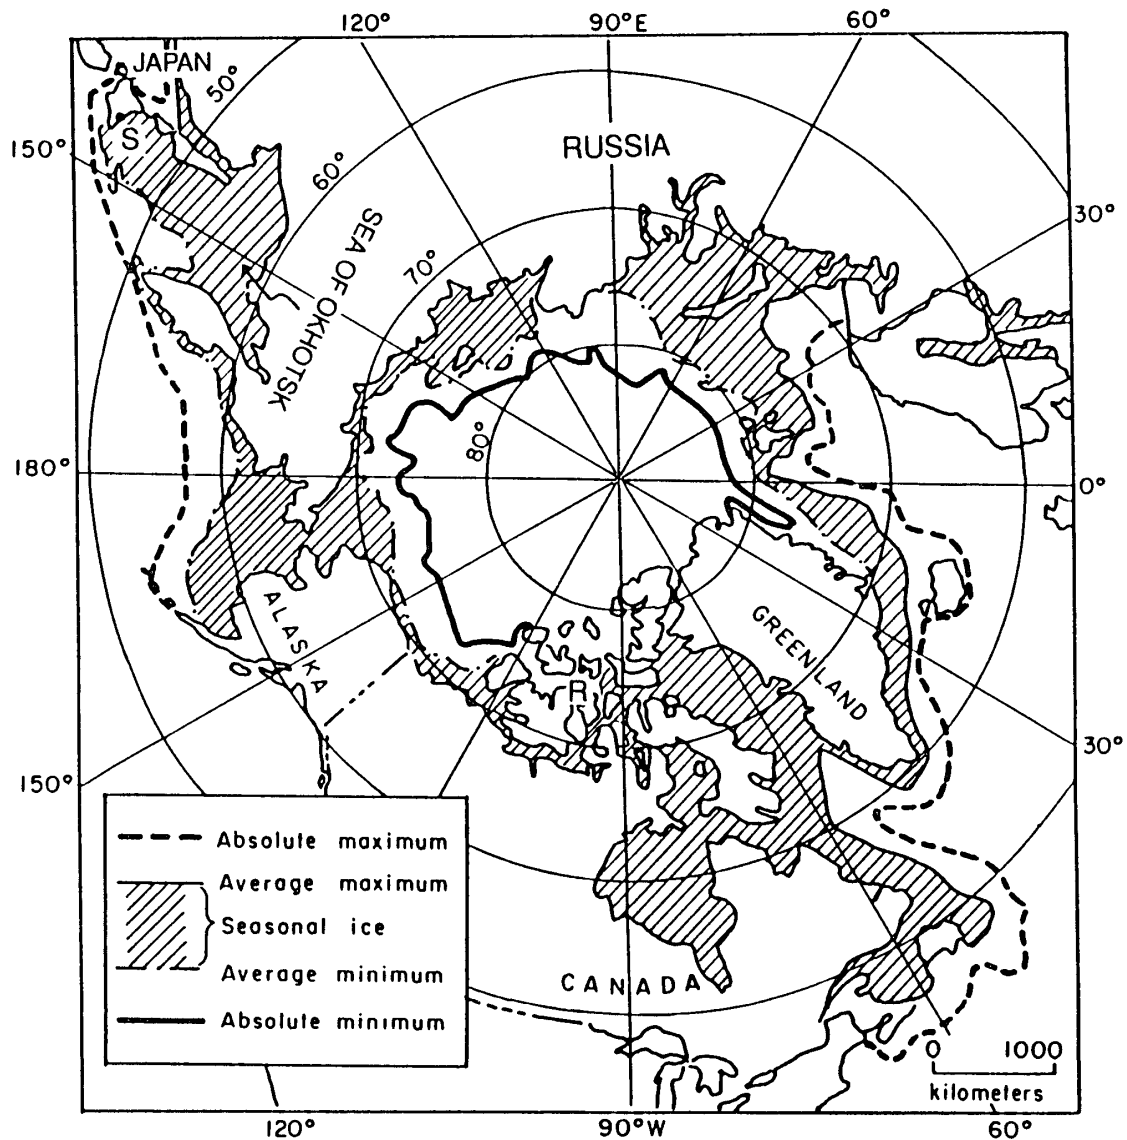 120° 90°E 60°
JAPAN
50°
S
RUSSIA
150°
60°
30°
SEA OF OKHOTSK
70°
80°
180°
0°
ALASKA
GREENLAND
R
150°
30°
Absolute maximum
Average maximum
Seasonal ice
Average minimum
Absolute minimum
CANADA
0 1000
kilometers
120° 90°W 60°